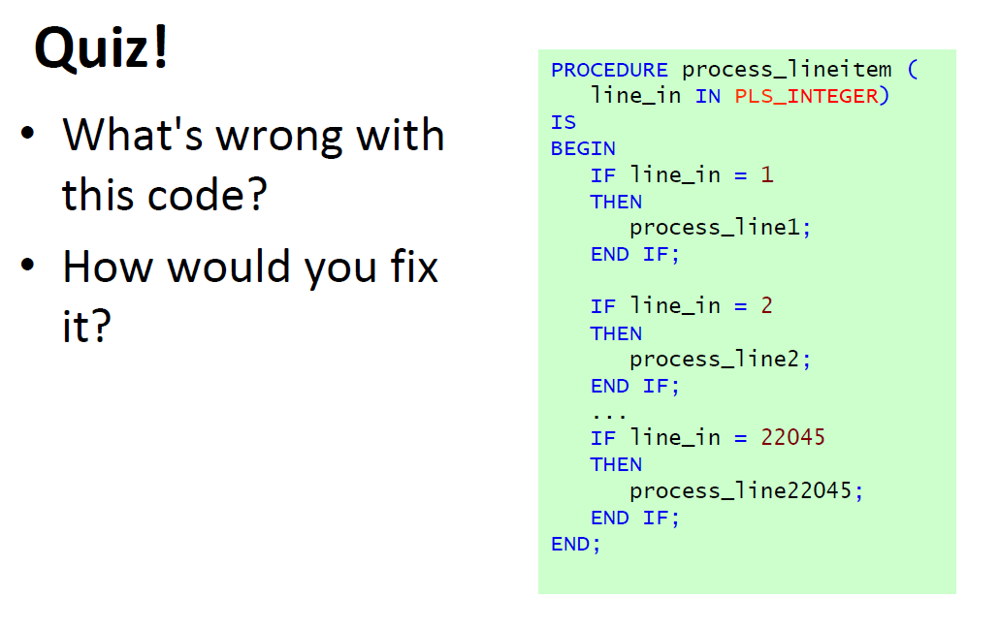 Quiz!
• What's wrong with
this code?
• How would you fix
it?
PROCEDURE process_lineitem (
   line_in IN PLS_INTEGER)
IS
BEGIN
   IF line_in = 1
   THEN
      process_line1;
   END IF;

   IF line_in = 2
   THEN
      process_line2;
   END IF;
   ...
   IF line_in = 22045
   THEN
      process_line22045;
   END IF;
END;